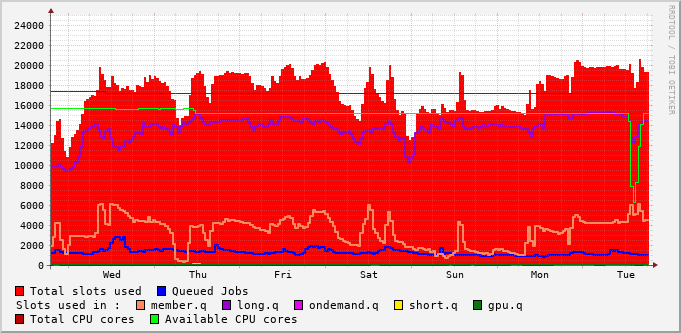 24000
22000
20000
18000
16000
14000
12000
10000
8000
6000
4000
2000
0
Wed Thu Fri Sat Sun Mon Tue
Total slots used Queued Jobs
Slots used in : member.q long.q ondemand.q short.q gpu.q
Total CPU cores Available CPU cores
RRDTOOL / TOBI OETIKER